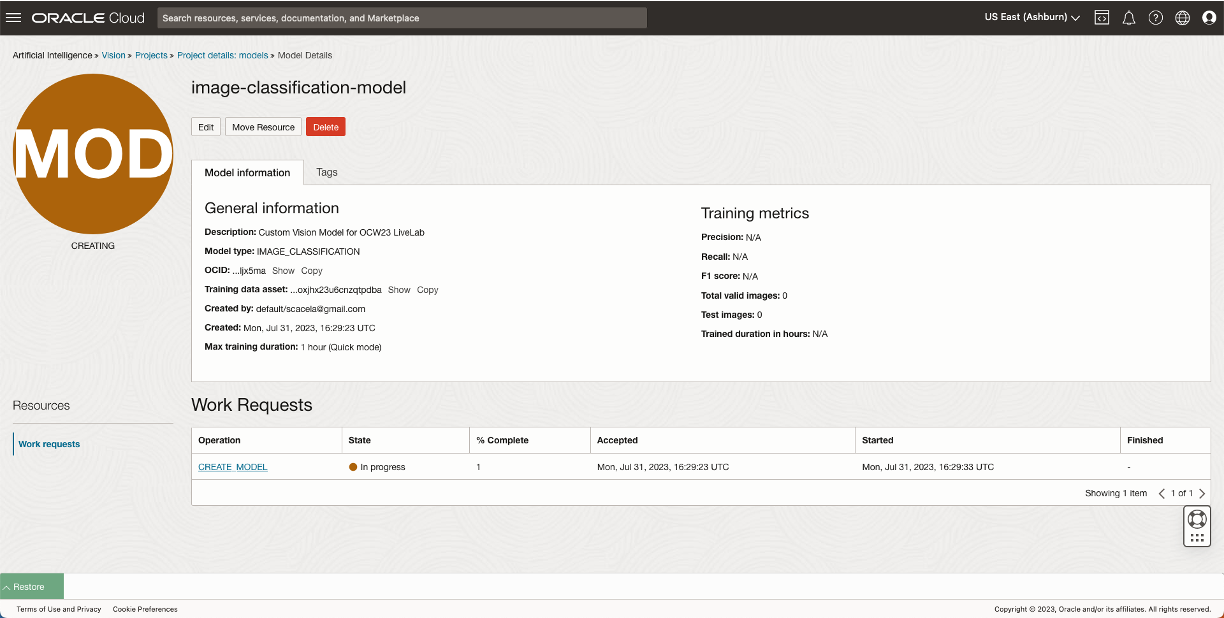 ORACLE Cloud
Search resources, services, documentation, and Marketplace
US East (Ashburn)
Artificial Intelligence » Vision » Projects » Project details: models » Model Details
MOD
CREATING
image-classification-model
Edit Move Resource Delete
Model information Tags
General information
Description: Custom Vision Model for OCW23 LiveLab
Model type: IMAGE_CLASSIFICATION
OCID: ...ljx5ma Show Copy
Training data asset: ...oxjhx23u6cnzqtpdba Show Copy
Created by: default/scacela@gmail.com
Created: Mon, Jul 31, 2023, 16:29:23 UTC
Max training duration: 1 hour (Quick mode)
Training metrics
Precision: N/A
Recall: N/A
F1 score: N/A
Total valid images: 0
Test images: 0
Trained duration in hours: N/A
Resources
Work requests
Work Requests
Operation State % Complete Accepted Started Finished
CREATE_MODEL In progress 1 Mon, Jul 31, 2023, 16:29:23 UTC Mon, Jul 31, 2023, 16:29:33 UTC -
Showing 1 item < 1 of 1 >
Restore
Terms of Use and Privacy Cookie Preferences
Copyright © 2023, Oracle and/or its affiliates. All rights reserved.